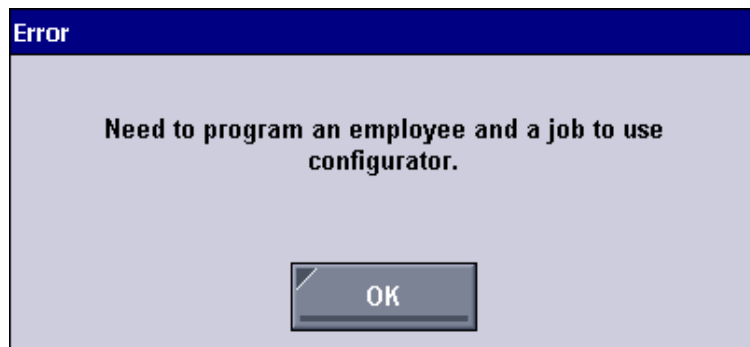 Error
Need to program an employee and a job to use
configurator.
OK